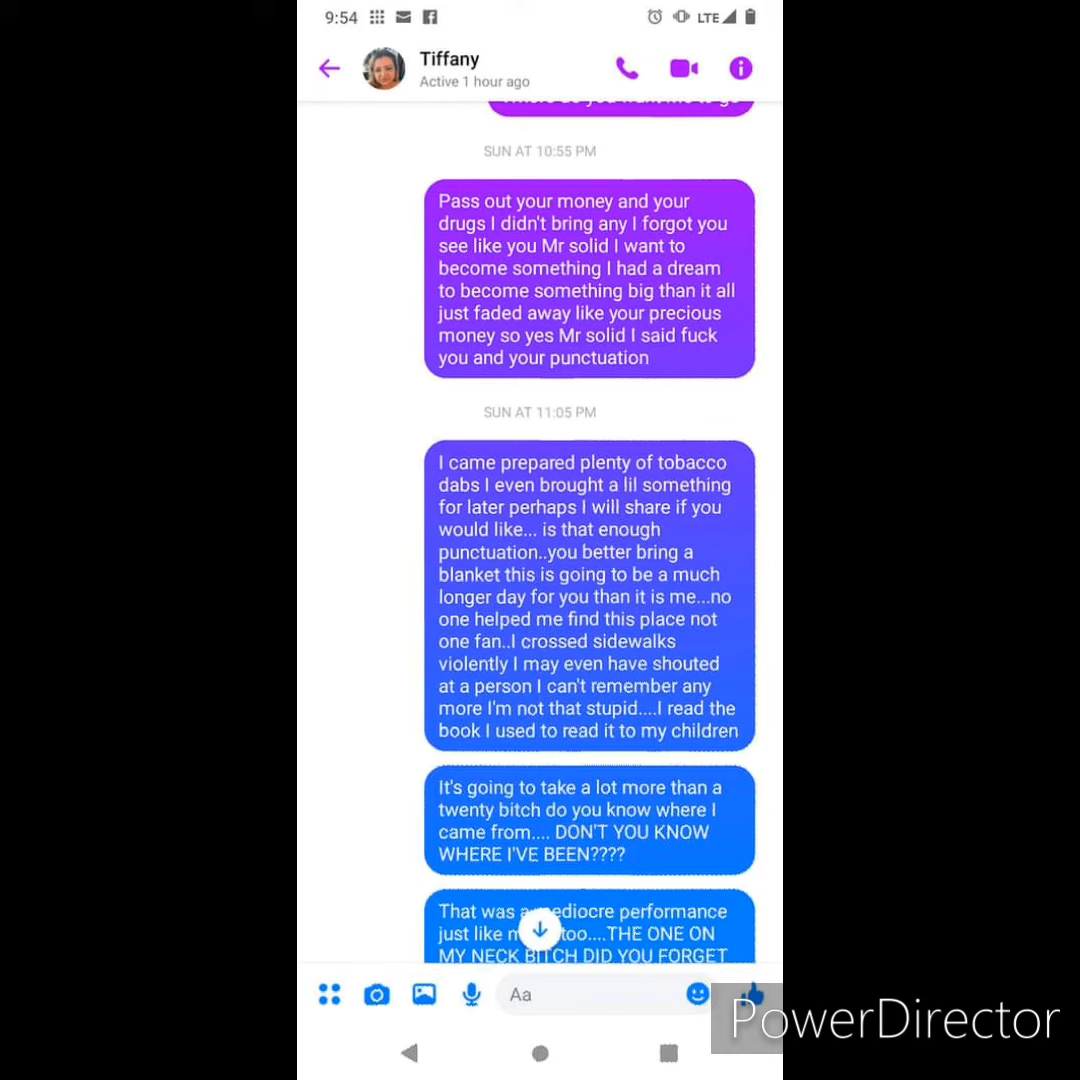 9:54
LTE
Tiffany
Active 1 hour ago
SUN AT 10:55 PM
Pass out your money and your
drugs I didn't bring any I forgot you
see like you Mr solid I want to
become something I had a dream
to become something big than it all
just faded away like your precious
money so yes Mr solid I said fuck
you and your punctuation
SUN AT 11:05 PM
I came prepared plenty of tobacco
dabs I even brought a lil something
for later perhaps I will share if you
would like... is that enough
punctuation..you better bring a
blanket this is going to be a much
longer day for you than it is me...no
one helped me find this place not
one fan..I crossed sidewalks
violently I may even have shouted
at a person I can't remember any
more I'm not that stupid....I read the
book I used to read it to my children
It's going to take a lot more than a
twenty bitch do you know where I
came from.... DON'T YOU KNOW
WHERE I'VE BEEN????
That was a mediocre performance
just like too....THE ONE ON
MY NECK BITCH DID YOU FORGET
Aa
PowerDirector